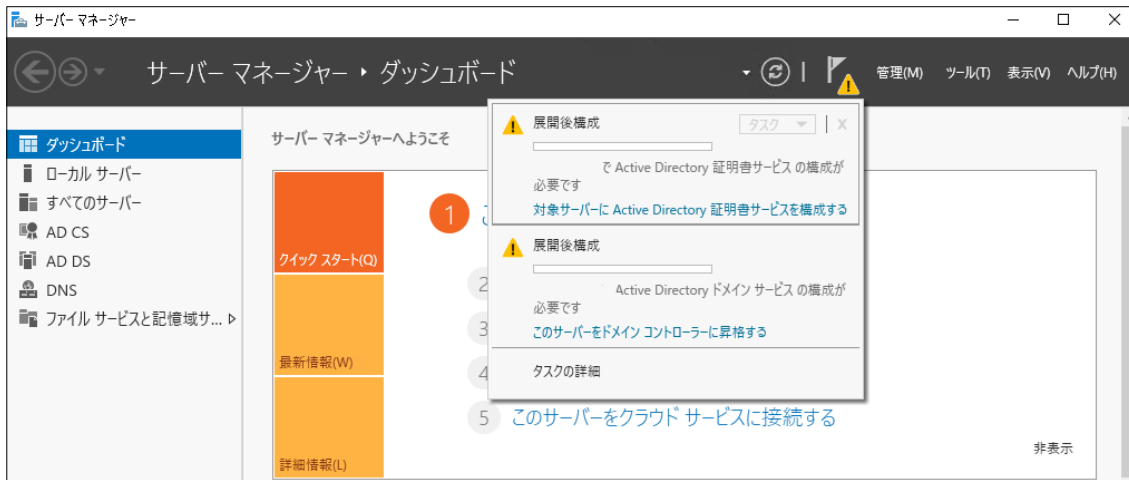 サーバー マネージャー
サーバー マネージャー ・ ダッシュボード
管理(M) ツール(T) 表示(V) ヘルプ(H)
ダッシュボード
ローカル サーバー
すべてのサーバー
AD CS
AD DS
DNS
ファイル サービスと記憶域サ...
サーバー マネージャーへようこそ
クイック スタート(Q)
最新情報(W)
詳細情報(L)
1
2
3
4
5 このサーバーをクラウド サービスに接続する
非表示
展開後構成
タスク
X
で Active Directory 証明書サービス の構成が
必要です
対象サーバーに Active Directory 証明書サービスを構成する
展開後構成
Active Directory ドメイン サービス の構成が
必要です
このサーバーをドメイン コントローラーに昇格する
タスクの詳細